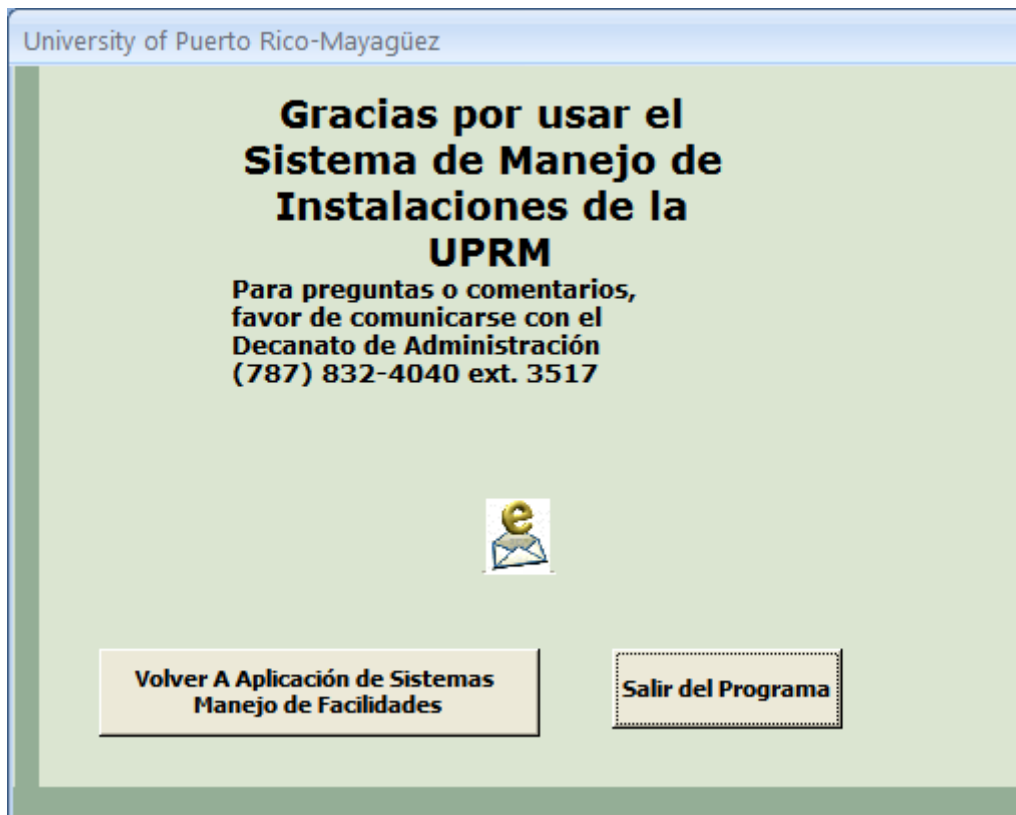 University of Puerto Rico-Mayagüez
Gracias por usar el
Sistema de Manejo de
Instalaciones de la
UPRM
Para preguntas o comentarios,
favor de comunicarse con el
Decanato de Administración
(787) 832-4040 ext. 3517
e
Volver A Aplicación de Sistemas
Manejo de Facilidades
Salir del Programa